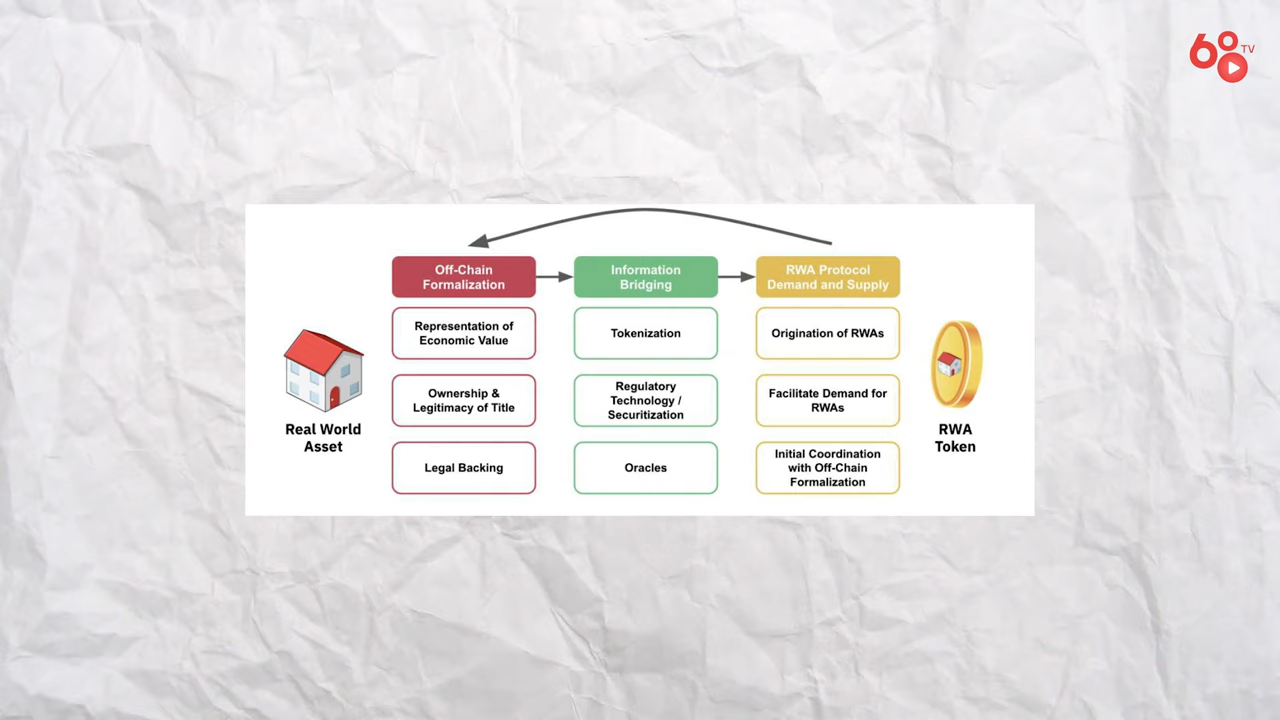 68 TV
Off-Chain
Formalization
Information
Bridging
RWA Protocol
Demand and Supply
Representation of
Economic Value
Tokenization
Origination of RWAs
Ownership &
Legitimacy of Title
Regulatory
Technology /
Securitization
Facilitate Demand for
RWAs
Legal Backing
Oracles
Initial Coordination
with Off-Chain
Formalization
Real World
Asset
RWA
Token